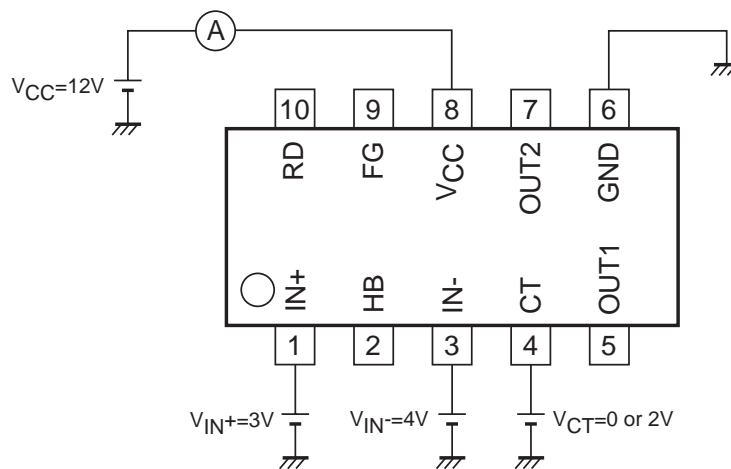 A
VCC=12V
10 9 8 7 6
RD FG VCC OUT2 GND
IN+ HB IN- CT OUT1
1 2 3 4 5
VIN+=3V VIN-=4V VCT=0 or 2V